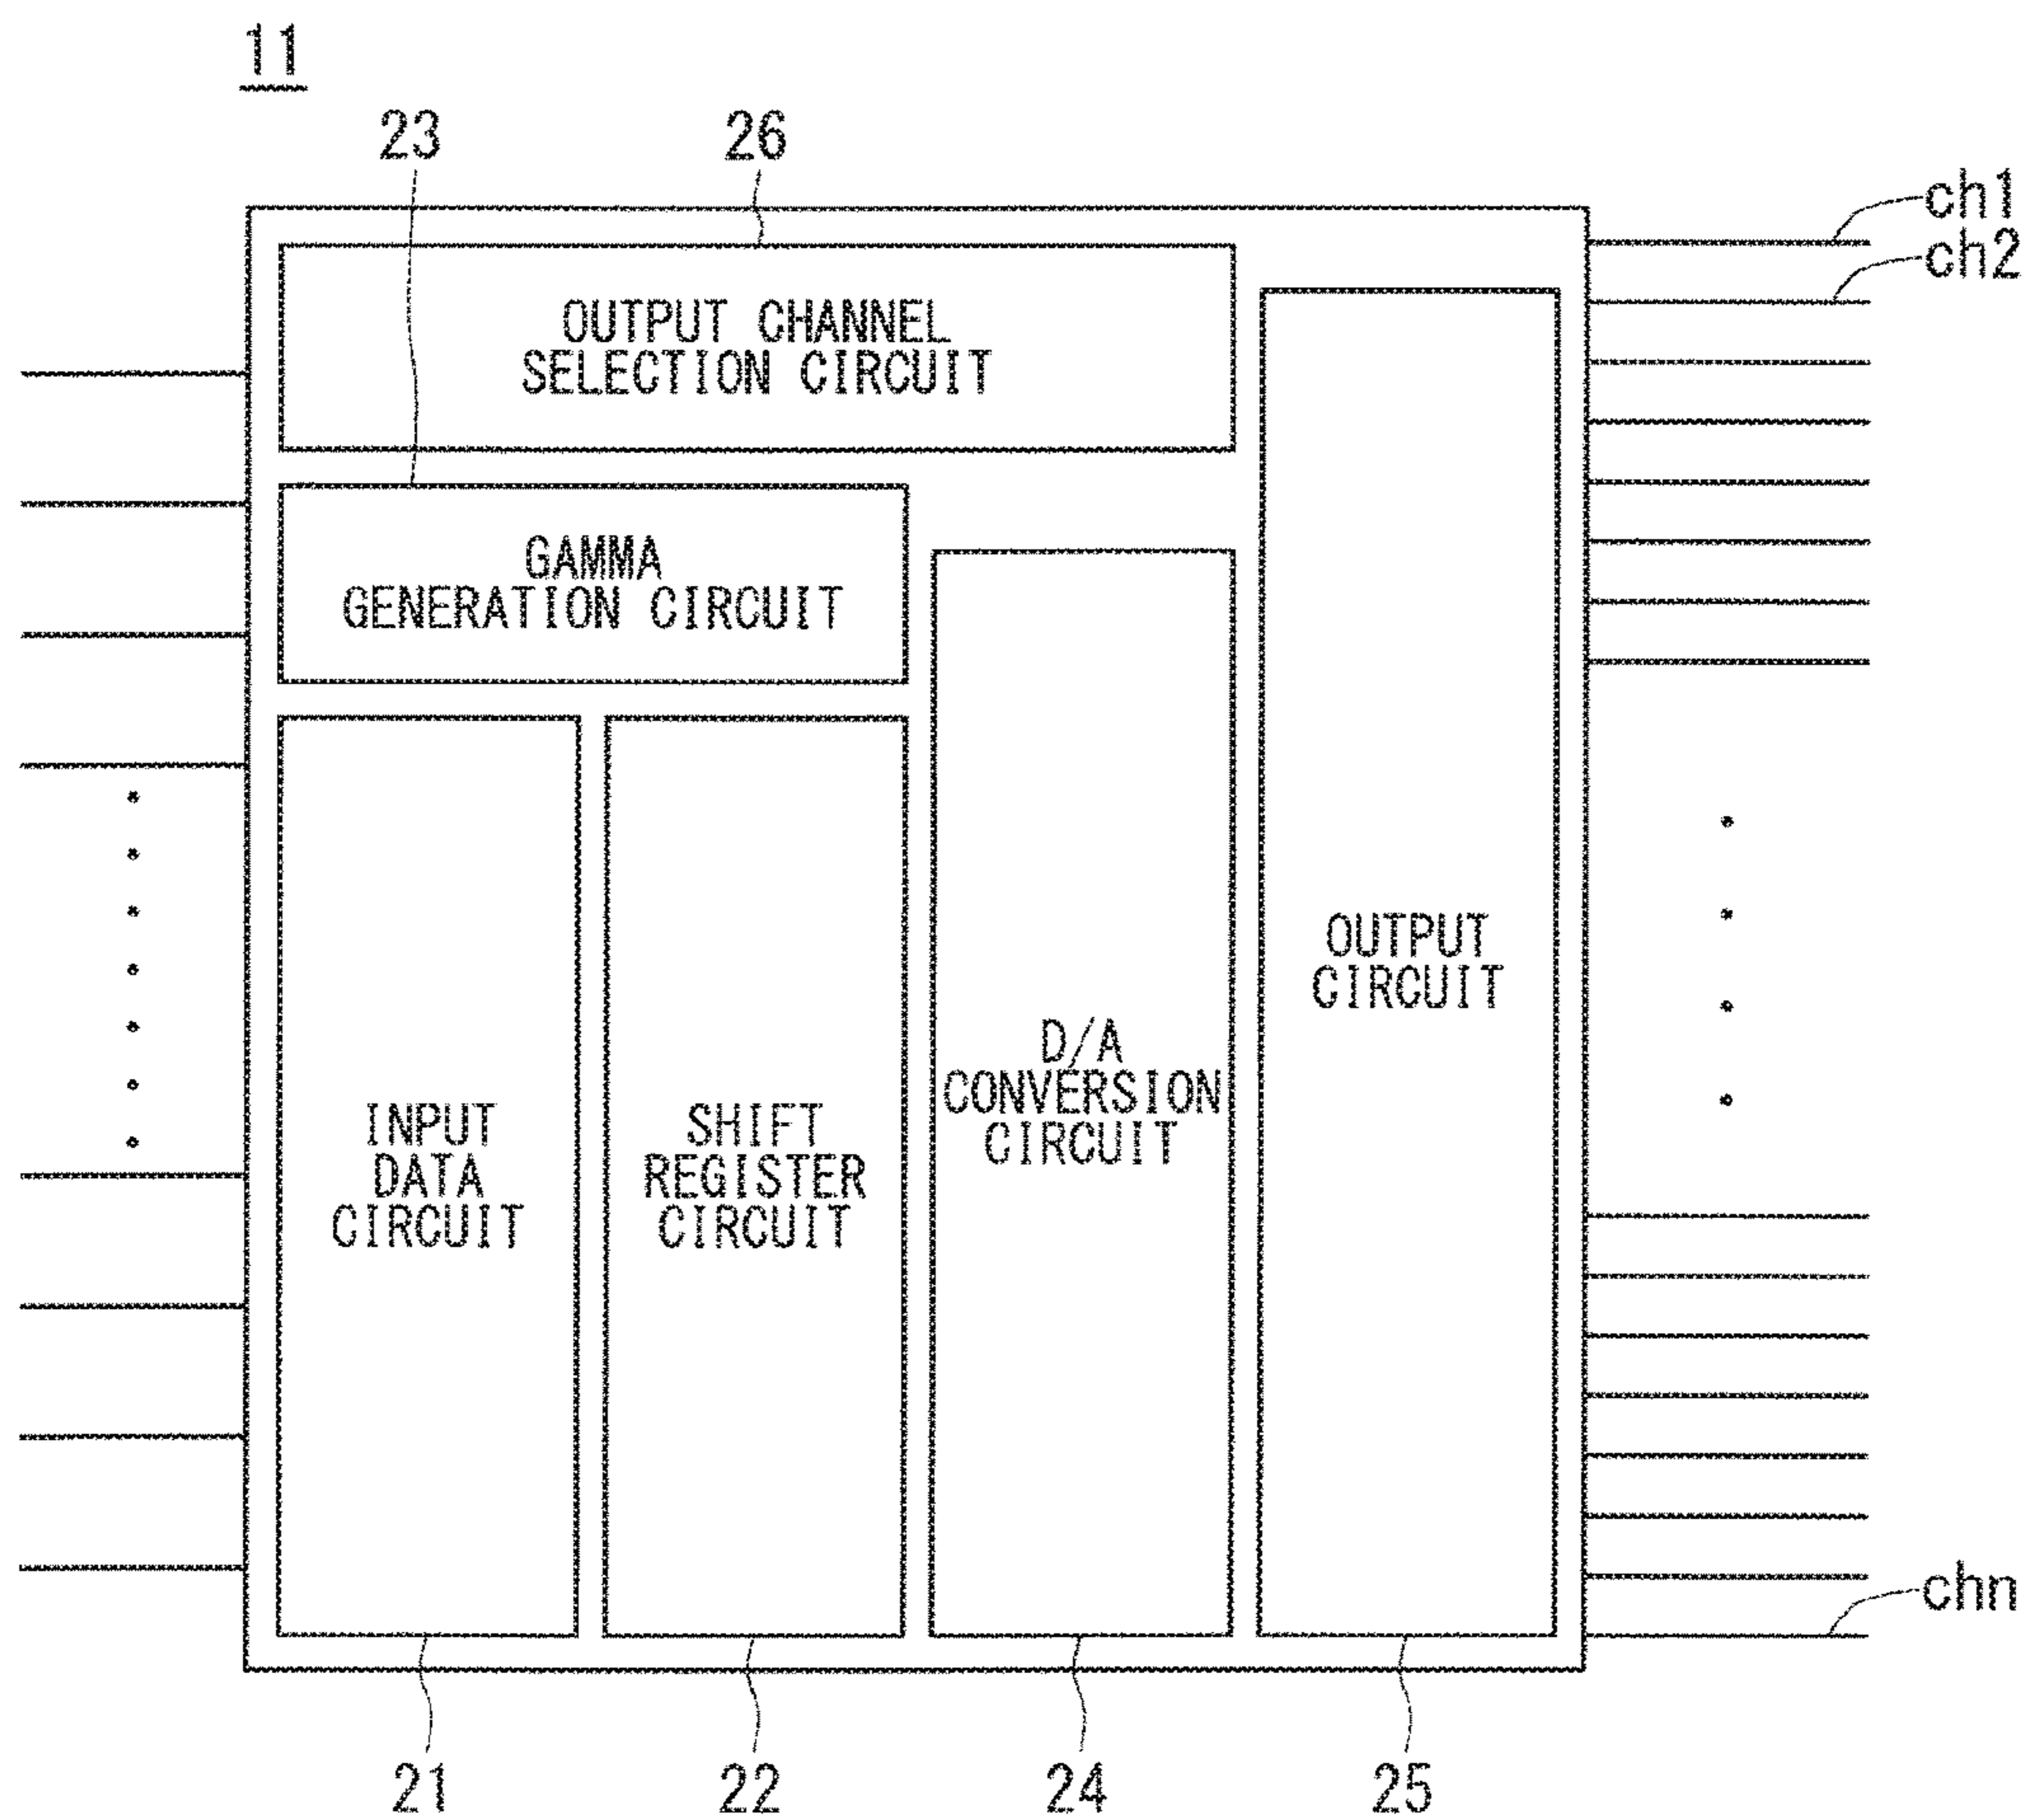 11
23
26
ch1
ch2
OUTPUT CHANNEL
SELECTION CIRCUIT
GAMMA
GENERATION CIRCUIT
OUTPUT
CIRCUIT
D/A
CONVERSION
CIRCUIT
INPUT
DATA
CIRCUIT
SHIFT
REGISTER
CIRCUIT
chn
21
22
24
25